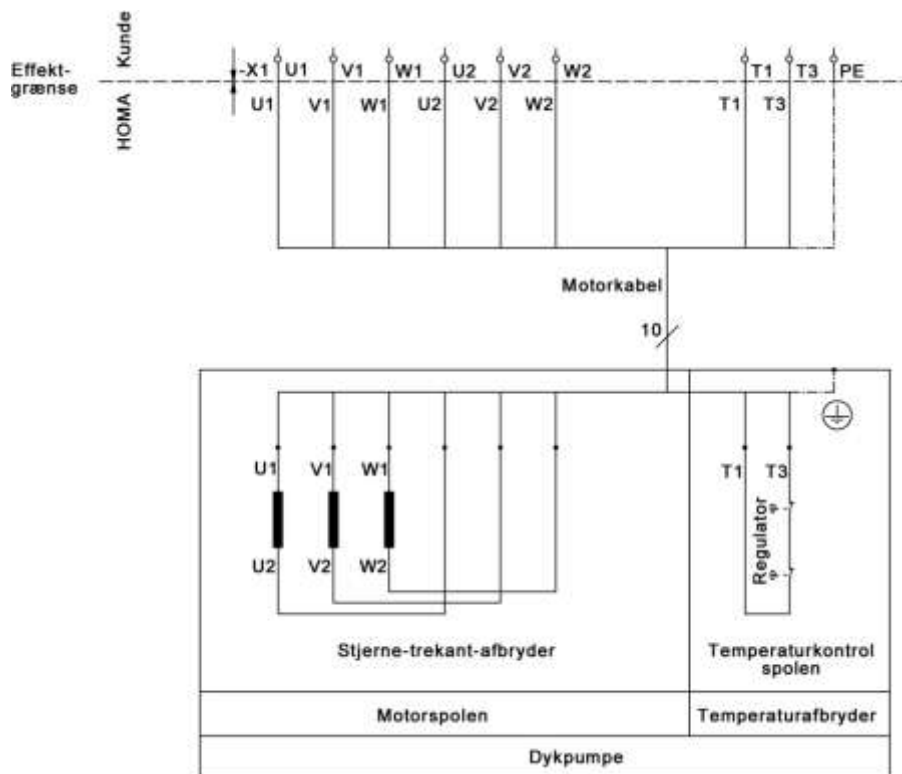 Kunde
Effekt-
grænse
HOMA
-X1 U1 V1 W1 U2 V2 W2 T1 T3 PE
U1 V1 W1 U2 V2 W2 T1 T3
Motorkabel
10
U1 V1 W1 T1 T3
Regulator
U2 V2 W2
Stjerne-trekant-afbryder
Temperaturkontrol
spolen
Motorspolen
Temperaturafbryder
Dykpumpe